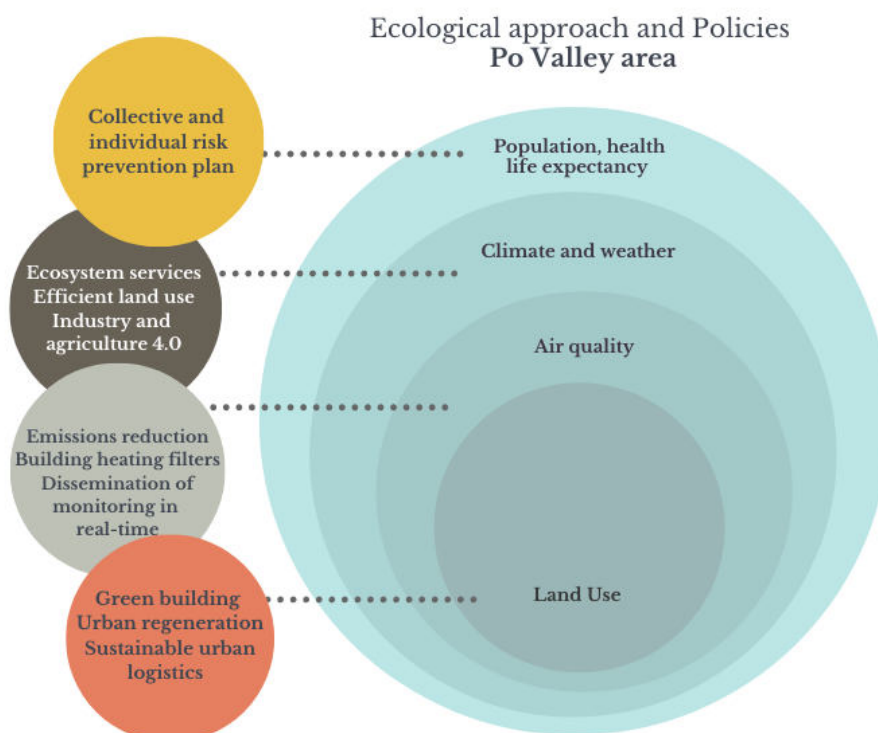 Ecological approach and Policies
Po Valley area
Collective and
individual risk
prevention plan
Population, health
life expectancy
Ecosystem services
Efficient land use
Industry and
agriculture 4.0
Climate and weather
Emissions reduction
Building heating filters
Dissemination of
monitoring in
real-time
Air quality
Green building
Urban regeneration
Sustainable urban
logistics
Land Use